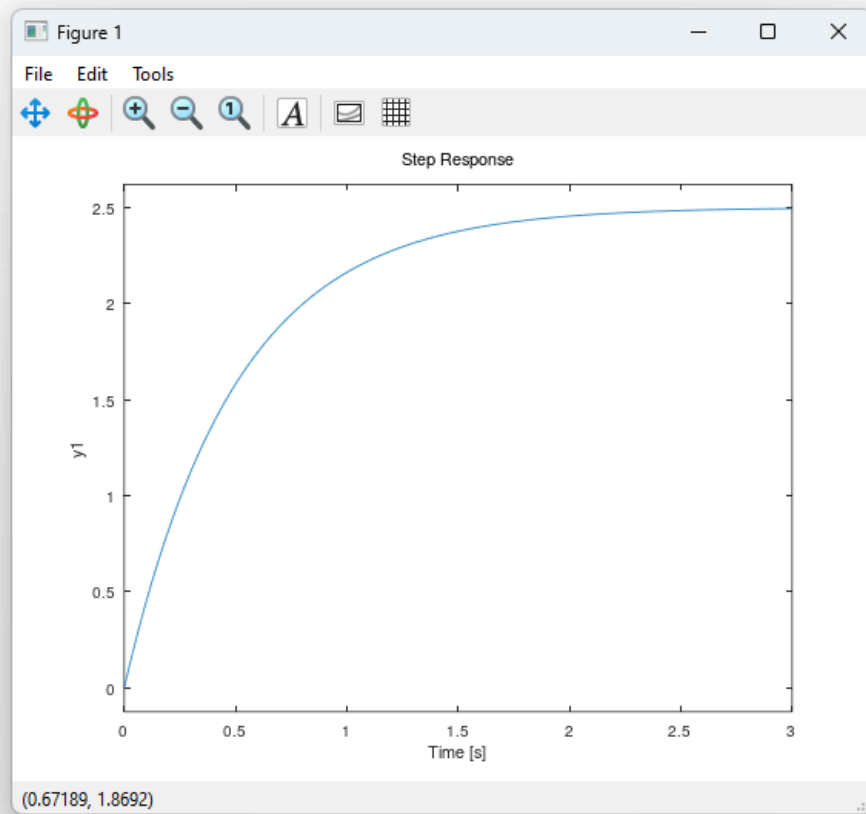 Figure 1
File Edit Tools
1 A
Step Response
2.5
2
1.5
1
0.5
0
y1
0 0.5 1 1.5 2 2.5 3
Time [s]
(0.67189, 1.8692)